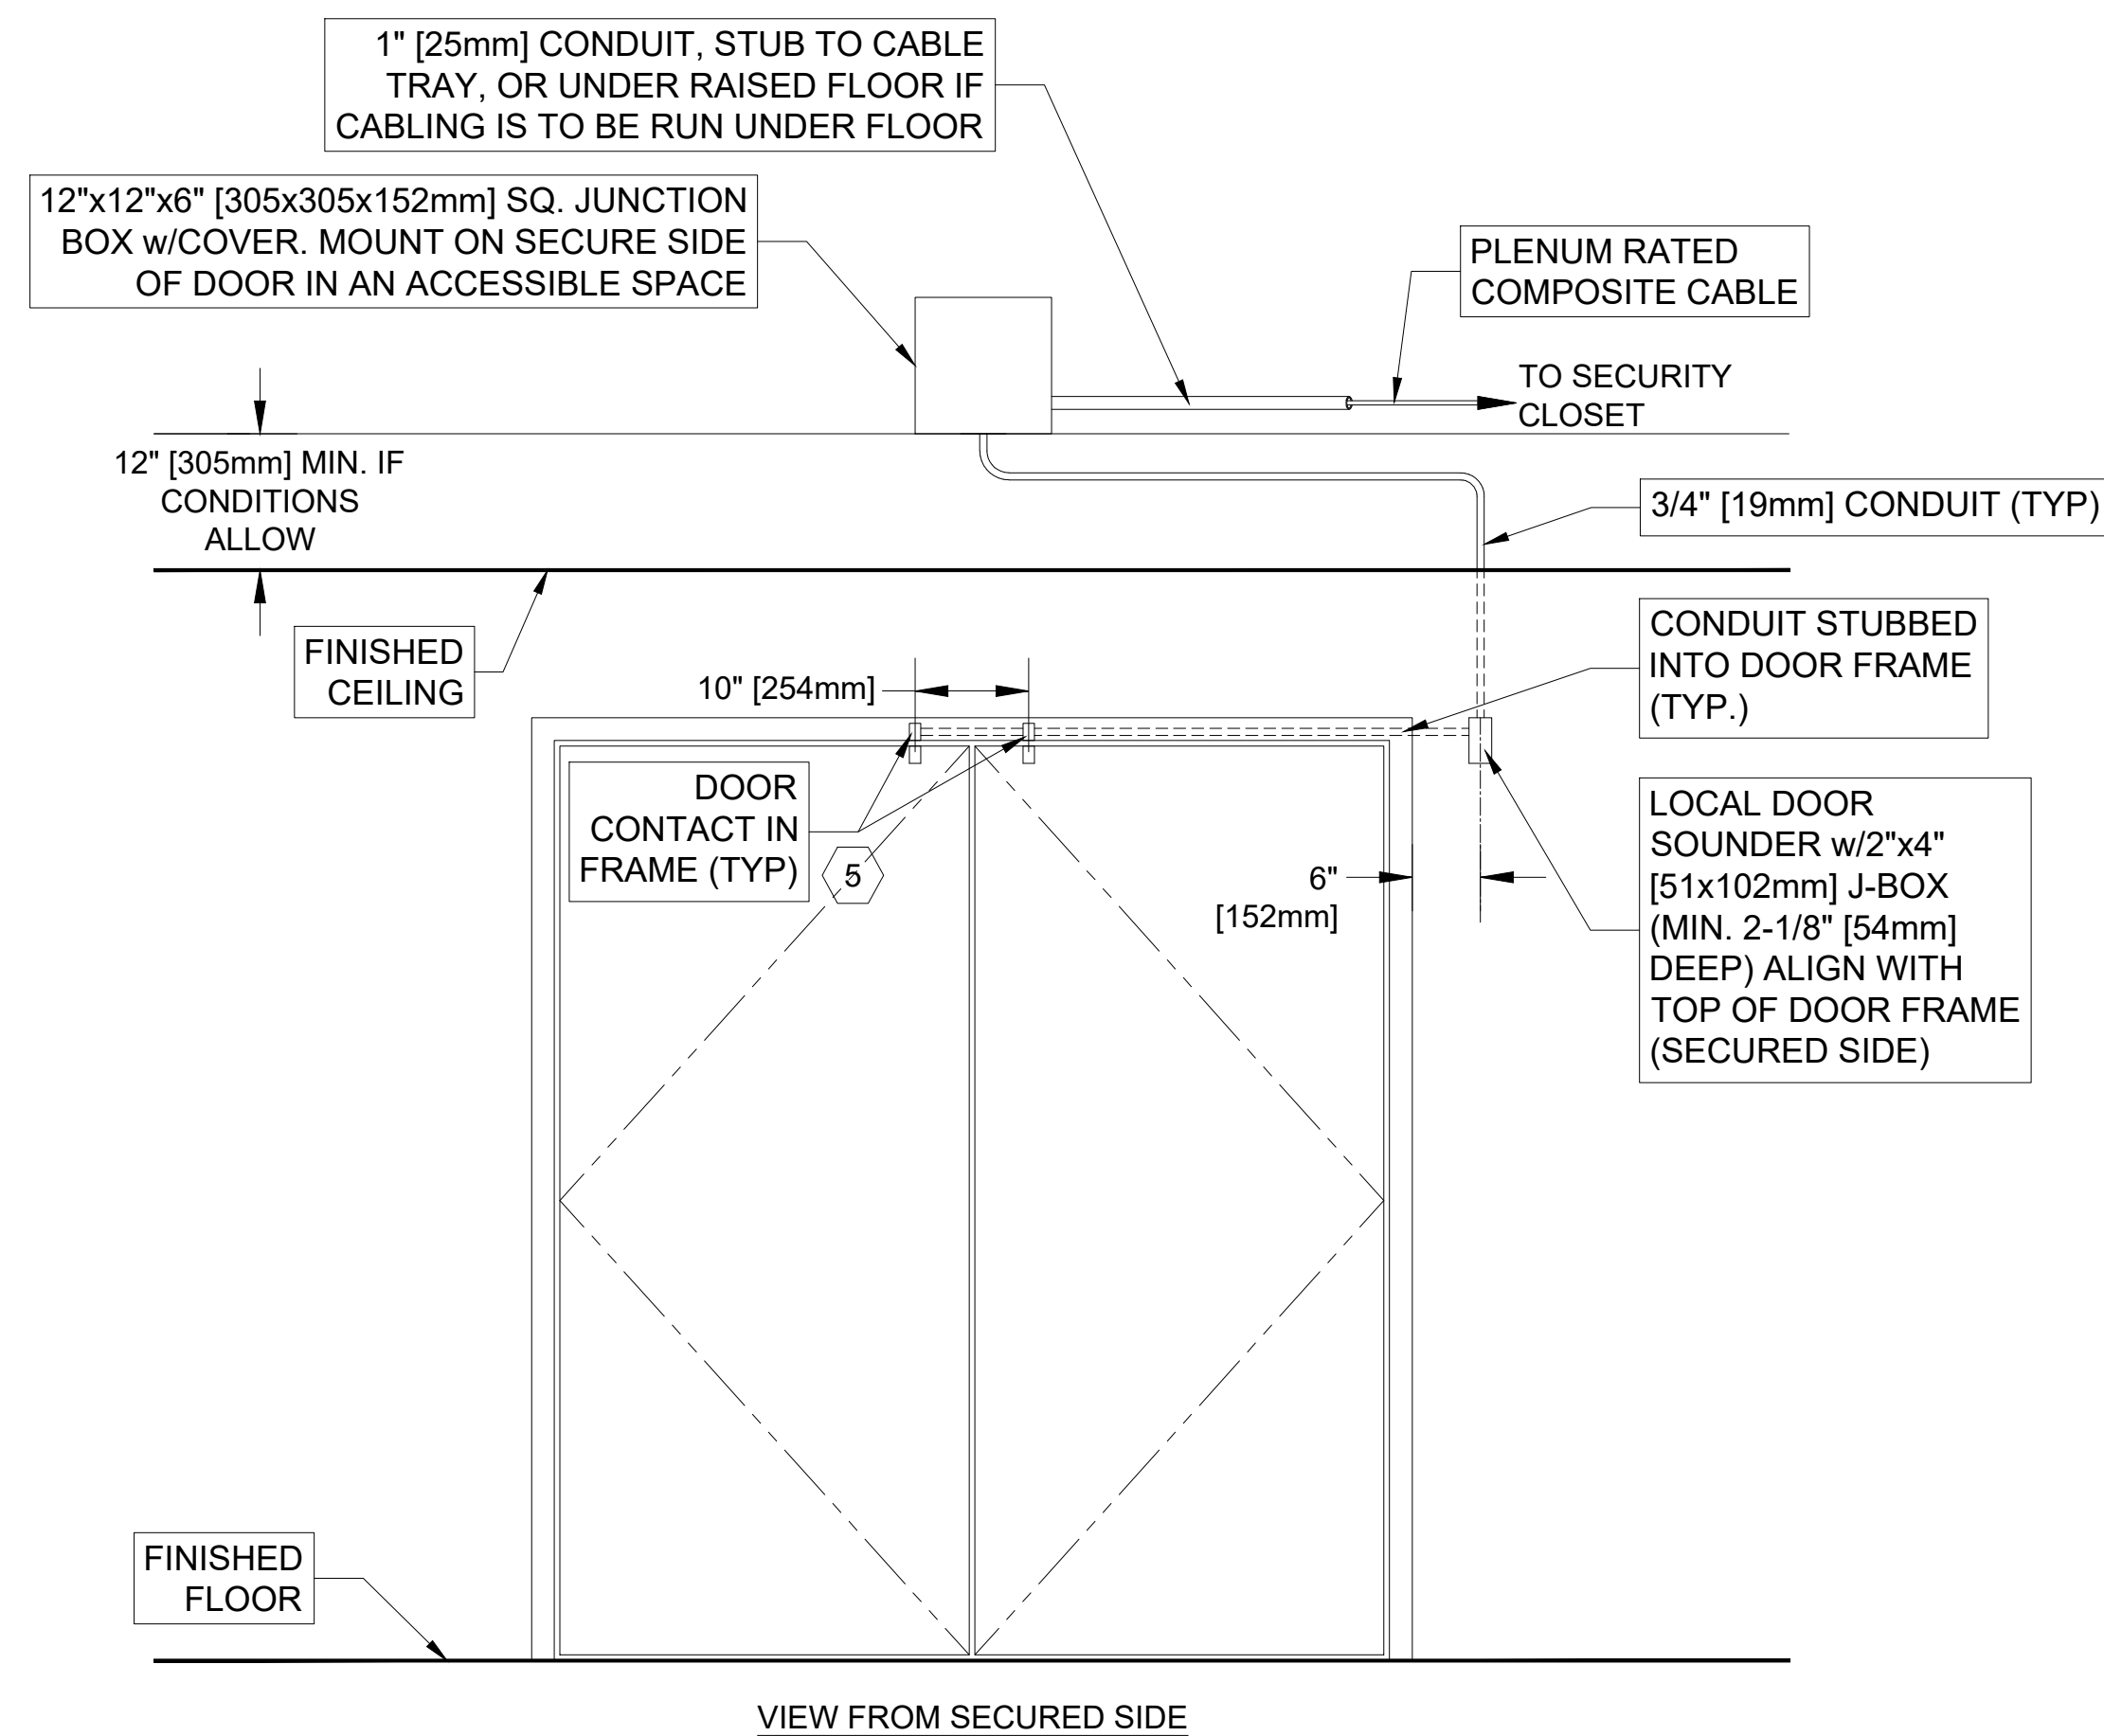 1" [25mm] CONDUIT, STUB TO CABLE
TRAY, OR UNDER RAISED FLOOR IF
CABLING IS TO BE RUN UNDER FLOOR
12"x12"x6" [305x305x152mm] SQ. JUNCTION
BOX w/COVER. MOUNT ON SECURE SIDE
OF DOOR IN AN ACCESSIBLE SPACE
PLENUM RATED
COMPOSITE CABLE
TO SECURITY
CLOSET
12" [305mm] MIN. IF
CONDITIONS
ALLOW
3/4" [19mm] CONDUIT (TYP)
FINISHED
CEILING
10" [254mm]
CONDUIT STUBBED
INTO DOOR FRAME
(TYP.)
DOOR
CONTACT IN
FRAME (TYP)
5
6"
[152mm]
LOCAL DOOR
SOUNDER w/2"x4"
[51x102mm] J-BOX
(MIN. 2-1/8" [54mm]
DEEP) ALIGN WITH
TOP OF DOOR FRAME
(SECURED SIDE)
FINISHED
FLOOR
VIEW FROM SECURED SIDE